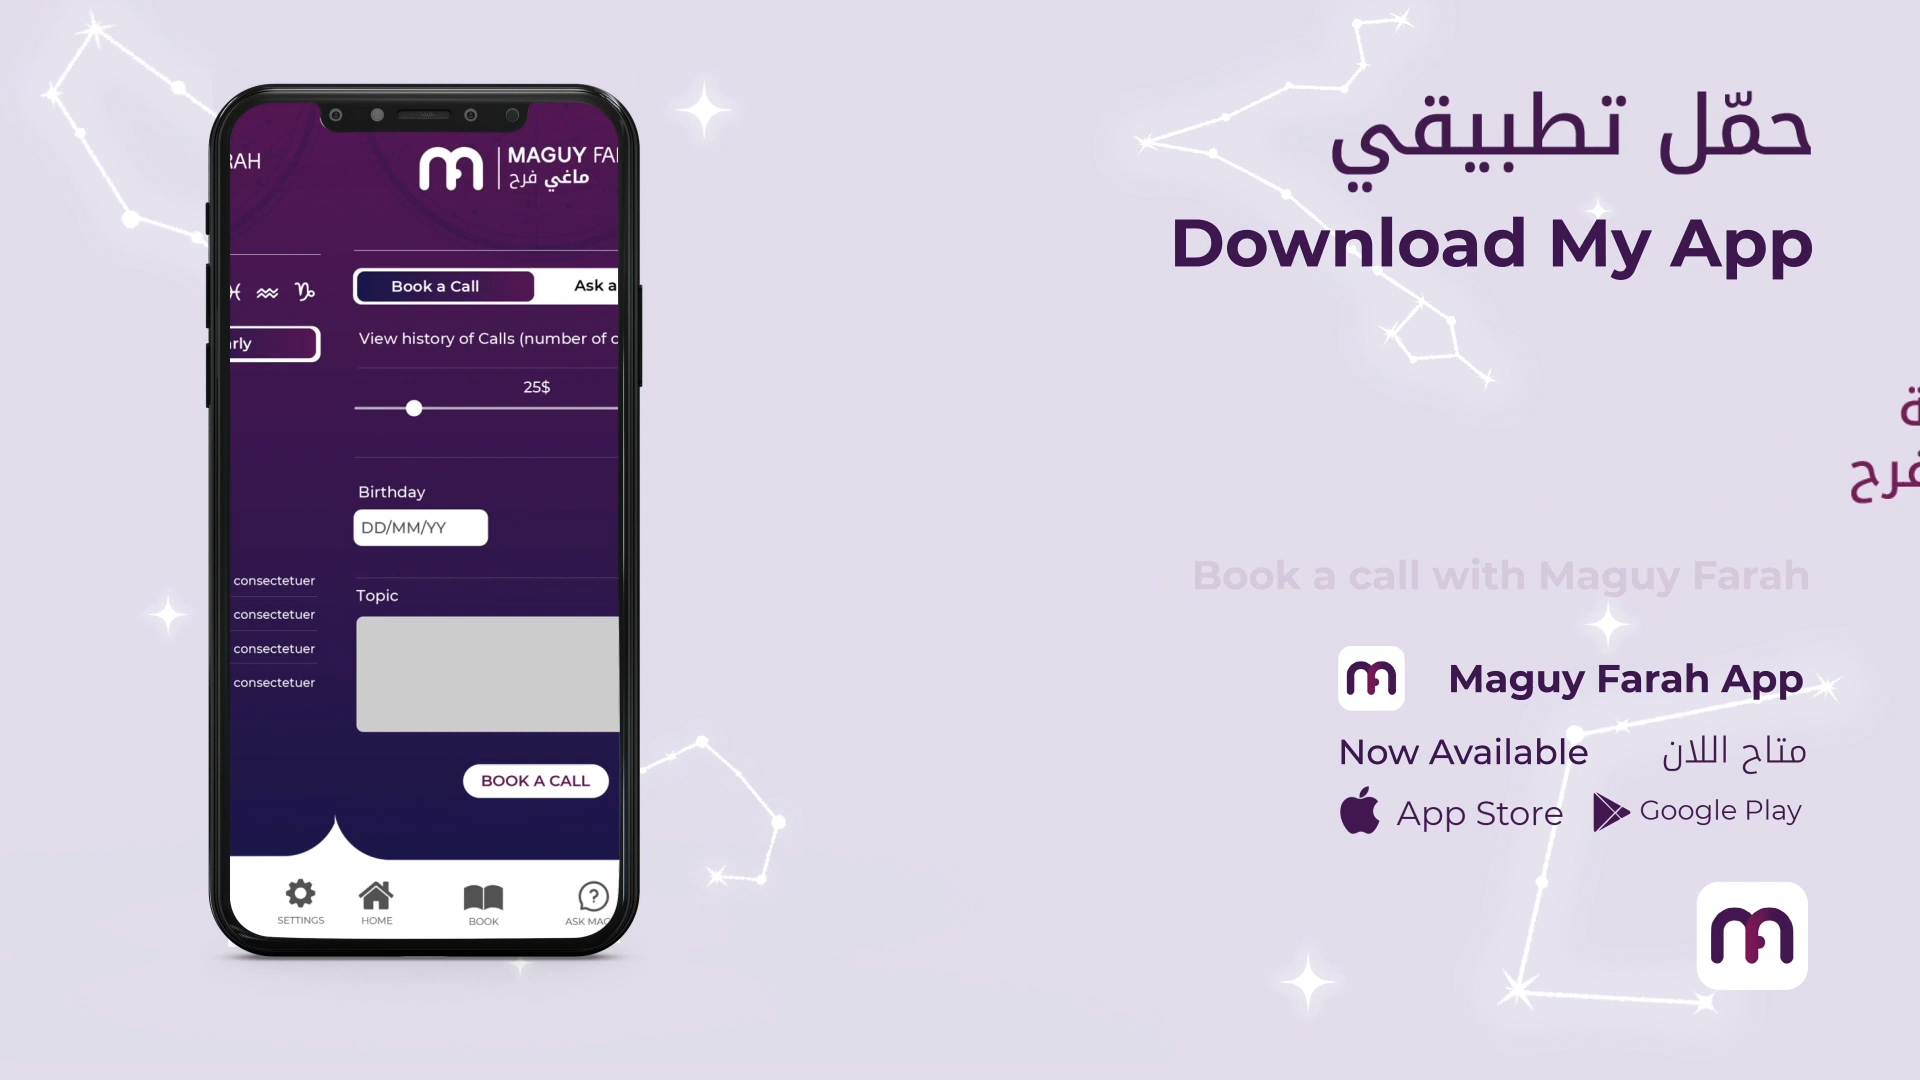 حمّل تطبيقي
Download My App
Book a call with Maguy Farah
Maguy Farah App
Now Available
متاح اللان
App Store
Google Play
MAGUY
ماغي فرح
Book a Call
Ask a
View history of Calls (number of
25$
Birthday
DD/MM/YY
Topic
consectetuer
consectetuer
consectetuer
consectetuer
BOOK A CALL
SETTINGS
HOME
BOOK
ASK